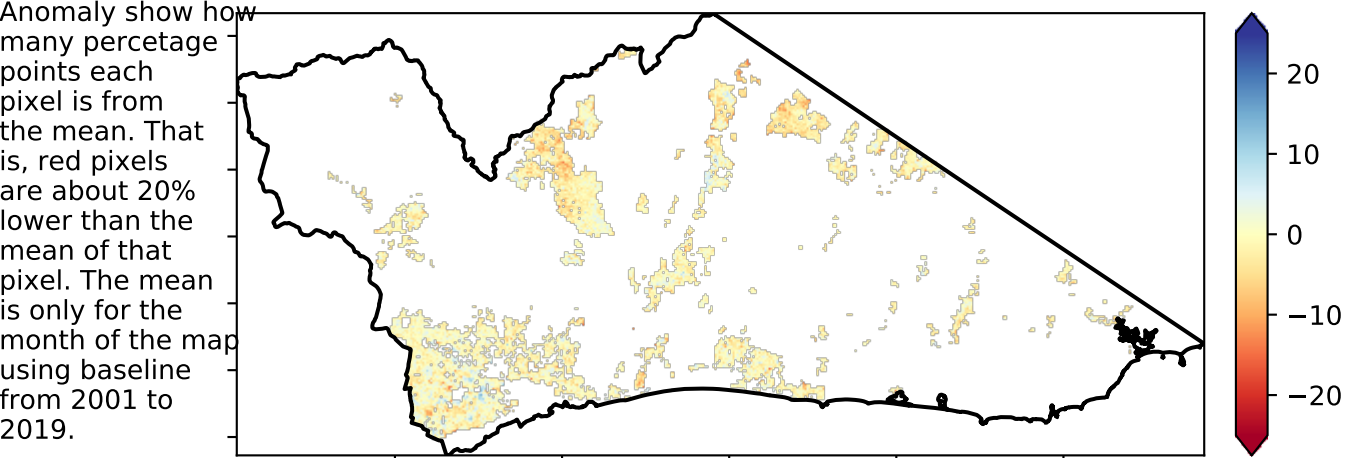 Anomaly show how
many percetage
points each
pixel is from
the mean. That
is, red pixels
are about 20%
lower than the
mean of that
pixel. The mean
is only for the
month of the map
using baseline
from 2001 to
2019.
20
10
0
−10
−20